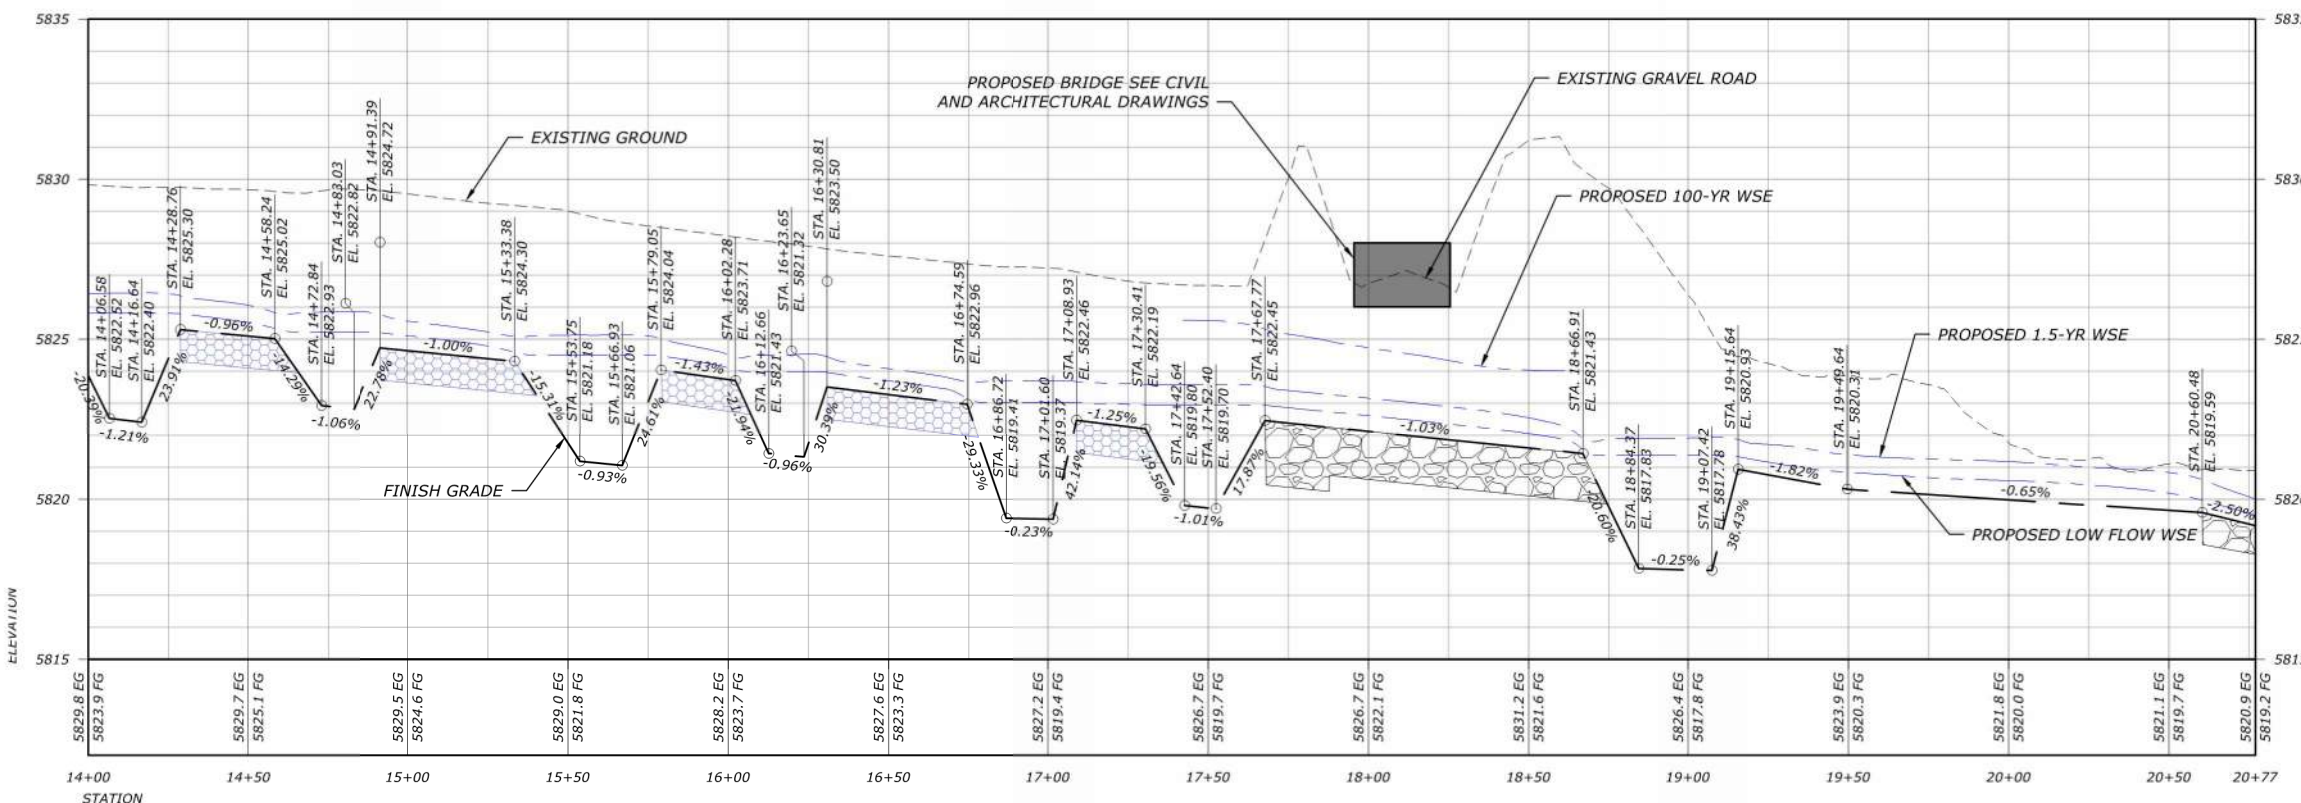 5835
5830
5825
5820
5815
ELEVATION
PROPOSED BRIDGE SEE CIVIL
AND ARCHITECTURAL DRAWINGS
EXISTING GRAVEL ROAD
EXISTING GROUND
PROPOSED 100-YR WSE
PROPOSED 1.5-YR WSE
PROPOSED LOW FLOW WSE
FINISH GRADE
STA. 14+06.58
EL. 5822.52
STA. 14+16.64
EL. 5822.40
STA. 14+28.76
EL. 5825.30
STA. 14+58.24
EL. 5825.02
STA. 14+72.84
EL. 5822.93
STA. 14+83.03
EL. 5822.82
STA. 14+91.39
EL. 5824.72
STA. 15+33.38
EL. 5824.30
STA. 15+53.75
EL. 5821.18
STA. 15+66.93
EL. 5821.06
STA. 15+79.05
EL. 5824.04
STA. 16+02.28
EL. 5823.71
STA. 16+12.66
EL. 5821.43
STA. 16+23.65
EL. 5821.32
STA. 16+30.81
EL. 5823.50
STA. 16+74.59
EL. 5822.96
STA. 16+86.72
EL. 5819.41
STA. 17+01.60
EL. 5819.37
STA. 17+08.93
EL. 5822.46
STA. 17+30.41
EL. 5822.19
STA. 17+42.64
EL. 5819.80
STA. 17+52.40
EL. 5819.70
STA. 17+67.77
EL. 5822.45
STA. 18+66.91
EL. 5821.43
STA. 18+84.37
EL. 5817.83
STA. 19+07.42
EL. 5817.78
STA. 19+15.64
EL. 5820.93
STA. 19+49.64
EL. 5820.31
STA. 20+60.48
EL. 5819.59
-20.39%
-1.21%
23.91%
-0.96%
-14.29%
-1.06%
22.78%
-1.00%
-15.31%
-0.93%
24.61%
-1.43%
-21.94%
-0.96%
30.39%
-1.23%
-29.33%
-0.23%
42.14%
-1.25%
-19.56%
-1.01%
17.87%
-1.03%
-20.60%
-0.25%
38.43%
-1.82%
-0.65%
-2.50%
5829.8 EG
5823.9 FG
5829.7 EG
5825.1 FG
5829.5 EG
5824.6 FG
5829.0 EG
5821.8 FG
5828.2 EG
5823.7 FG
5827.6 EG
5823.3 FG
5827.2 EG
5819.4 FG
5826.7 EG
5819.7 FG
5826.7 EG
5822.1 FG
5831.2 EG
5821.6 FG
5826.4 EG
5817.8 FG
5823.9 EG
5820.3 FG
5821.8 EG
5820.0 FG
5821.1 EG
5819.7 FG
5820.9 EG
5819.2 FG
14+00 14+50 15+00 15+50 16+00 16+50 17+00 17+50 18+00 18+50 19+00 19+50 20+00 20+50 20+77
STATION